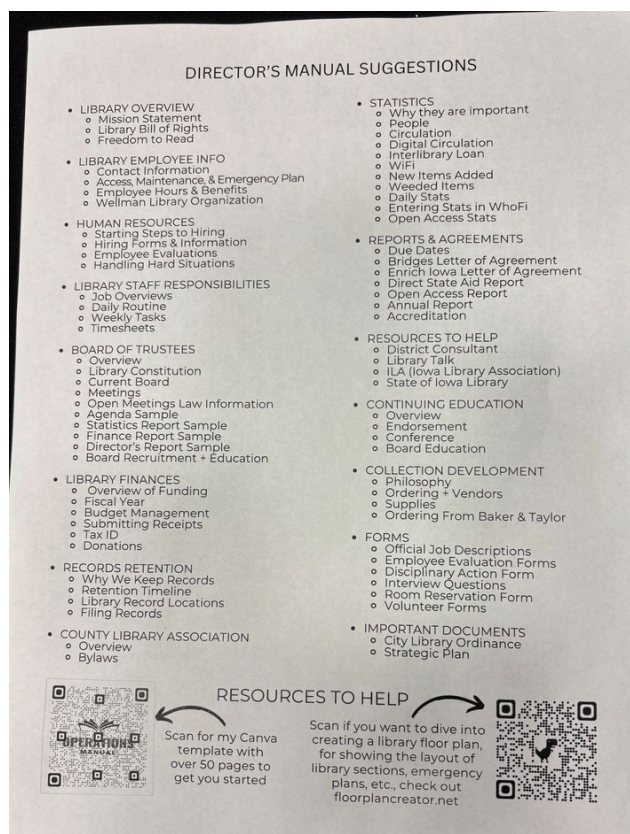 DIRECTOR'S MANUAL SUGGESTIONS
• LIBRARY OVERVIEW
Mission Statement
Library Bill of Rights
Freedom to Read
• LIBRARY EMPLOYEE INFO
Contact Information
Access, Maintenance, & Emergency Plan
Employee Hours & Benefits
Wellman Library Organization
• HUMAN RESOURCES
Starting Steps to Hiring
Hiring Forms & Information
Employee Evaluations
Handling Hard Situations
• LIBRARY STAFF RESPONSIBILITIES
Job Overviews
Daily Routine
Weekly Tasks
Timesheets
• BOARD OF TRUSTEES
Overview
Library Constitution
Current Board
Meetings
Open Meetings Law Information
Agenda Sample
Statistics Report Sample
Finance Report Sample
Director's Report Sample
Board Recruitment + Education
• LIBRARY FINANCES
Overview of Funding
Fiscal Year
Budget Management
Submitting Receipts
Tax ID
Donations
• RECORDS RETENTION
Why We Keep Records
Retention Timeline
Library Record Locations
Filing Records
• COUNTY LIBRARY ASSOCIATION
Overview
Bylaws
• STATISTICS
Why they are important
People
Circulation
Digital Circulation
Interlibrary Loan
WiFi
New Items Added
Weeded Items
Daily Stats
Entering Stats in WhoFi
Open Access Stats
• REPORTS & AGREEMENTS
Due Dates
Bridges Letter of Agreement
Enrich Iowa Letter of Agreement
Direct State Aid Report
Open Access Report
Annual Report
Accreditation
• RESOURCES TO HELP
District Consultant
Library Talk
ILA (Iowa Library Association)
State of Iowa Library
• CONTINUING EDUCATION
Overview
Endorsement
Conference
Board Education
• COLLECTION DEVELOPMENT
Philosophy
Ordering + Vendors
Supplies
Ordering From Baker & Taylor
• FORMS
Official Job Descriptions
Employee Evaluation Forms
Disciplinary Action Form
Interview Questions
Room Reservation Form
Volunteer Forms
• IMPORTANT DOCUMENTS
City Library Ordinance
Strategic Plan
RESOURCES TO HELP
OPERATIONS
MANUAL
Scan for my Canva
template with
over 50 pages to
get you started
Scan if you want to dive into
creating a library floor plan,
for showing the layout of
library sections, emergency
plans, etc., check out
floorplancreator.net